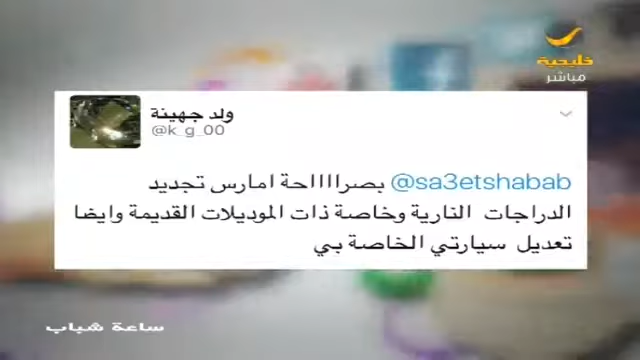 خليجية
مباشر
ولد جهينة
@k_g_00
@sa3etshabab بصراااااحة امارس تجديد
الدراجات النارية وخاصة ذات الموديلات القديمة وايضا
تعديل سيارتي الخاصة بي
ساعة شباب